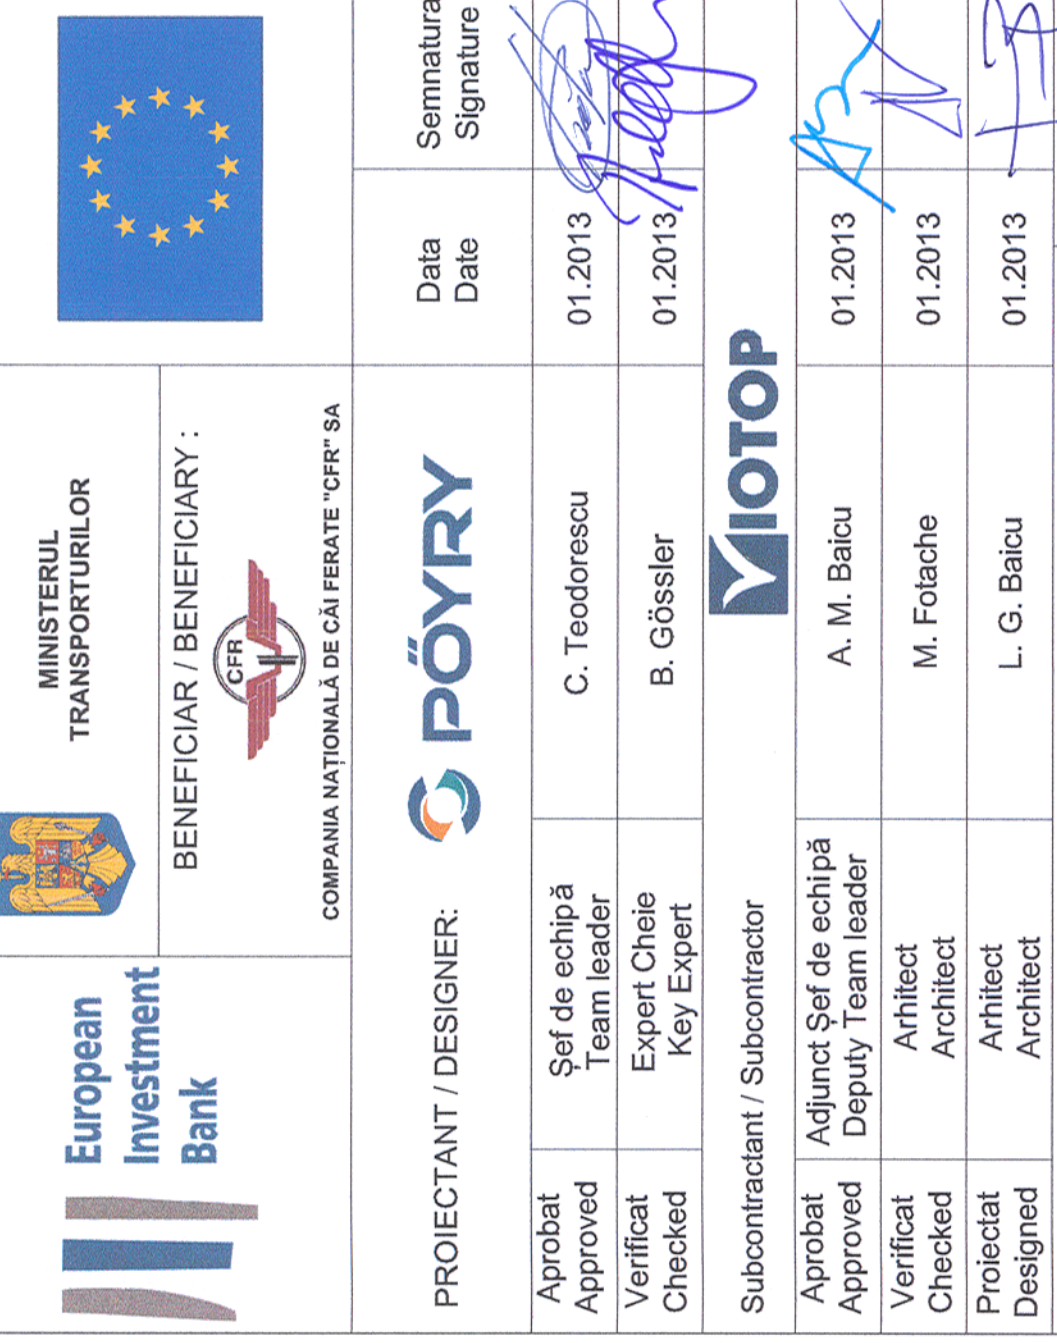 European
Investment
Bank
MINISTERUL
TRANSPORTURILOR
BENEFICIAR / BENEFICIARY :
CFR
COMPANIA NAȚIONALĂ DE CĂI FERATE "CFR" SA
PROIECTANT / DESIGNER:
PÖYRY
Data
Date
Semnatura
Signature
Aprobat
Approved
Șef de echipă
Team leader
C. Teodorescu
01.2013
Verificat
Checked
Expert Cheie
Key Expert
B. Gössler
01.2013
Subcontractant / Subcontractor
VIOTOP
Aprobat
Approved
Adjunct Șef de echipă
Deputy Team leader
A. M. Baicu
01.2013
Verificat
Checked
Arhitect
Architect
M. Fotache
01.2013
Proiectat
Designed
Arhitect
Architect
L. G. Baicu
01.2013